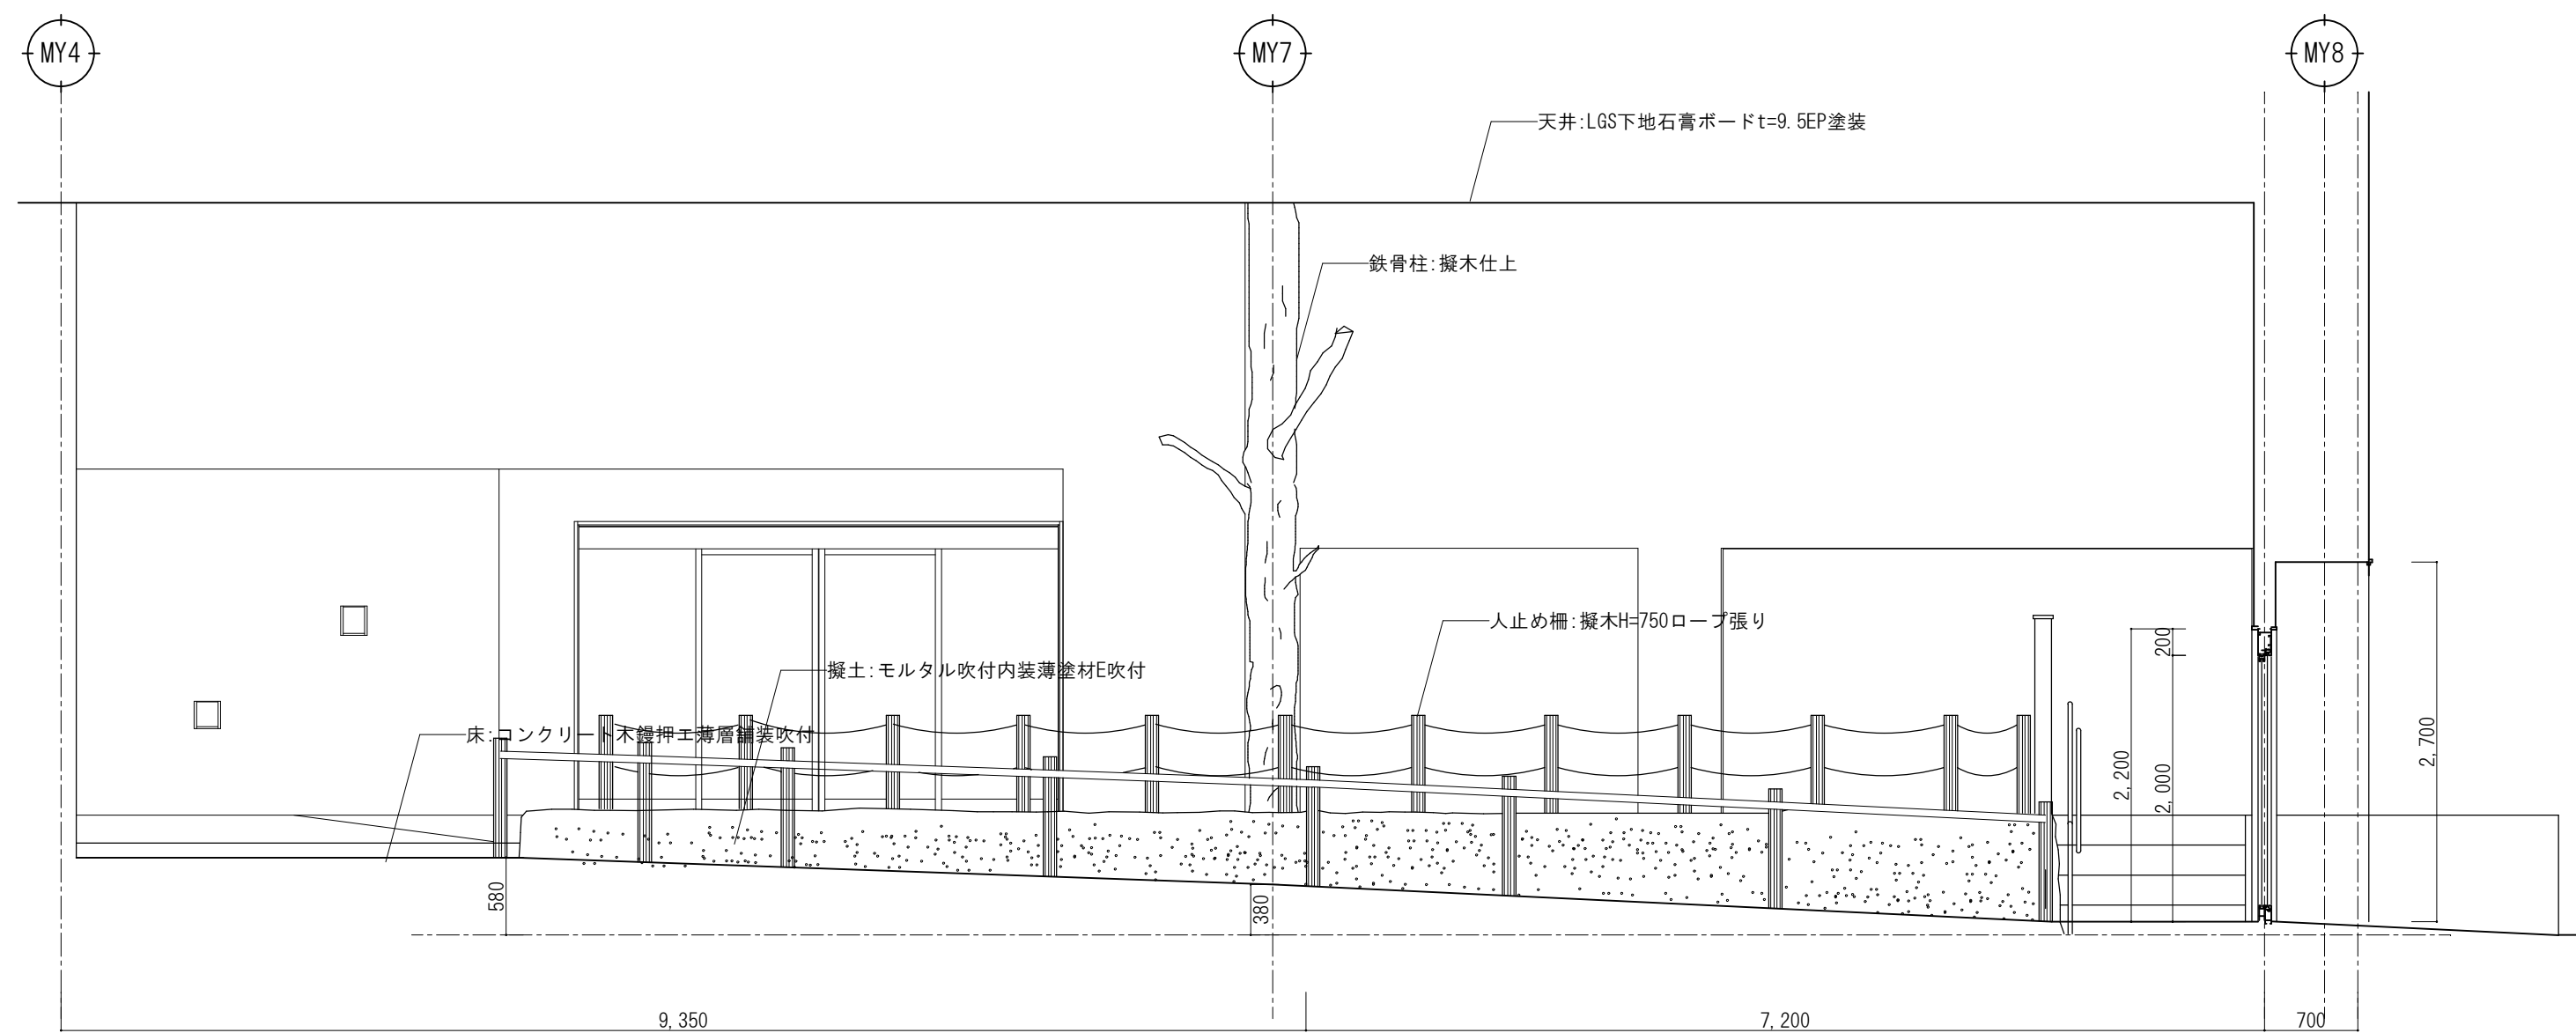 MY4
MY7
MY8
天井:LGS下地石膏ボードt=9.5EP塗装
鉄骨柱:擬木仕上
人止め柵:擬木H=750ロープ張り
擬土:モルタル吹付内装薄塗材E吹付
床:コンクリート木鏝押エ薄層舗装吹付
200
2,200
2,000
2,700
580
380
9,350
7,200
700